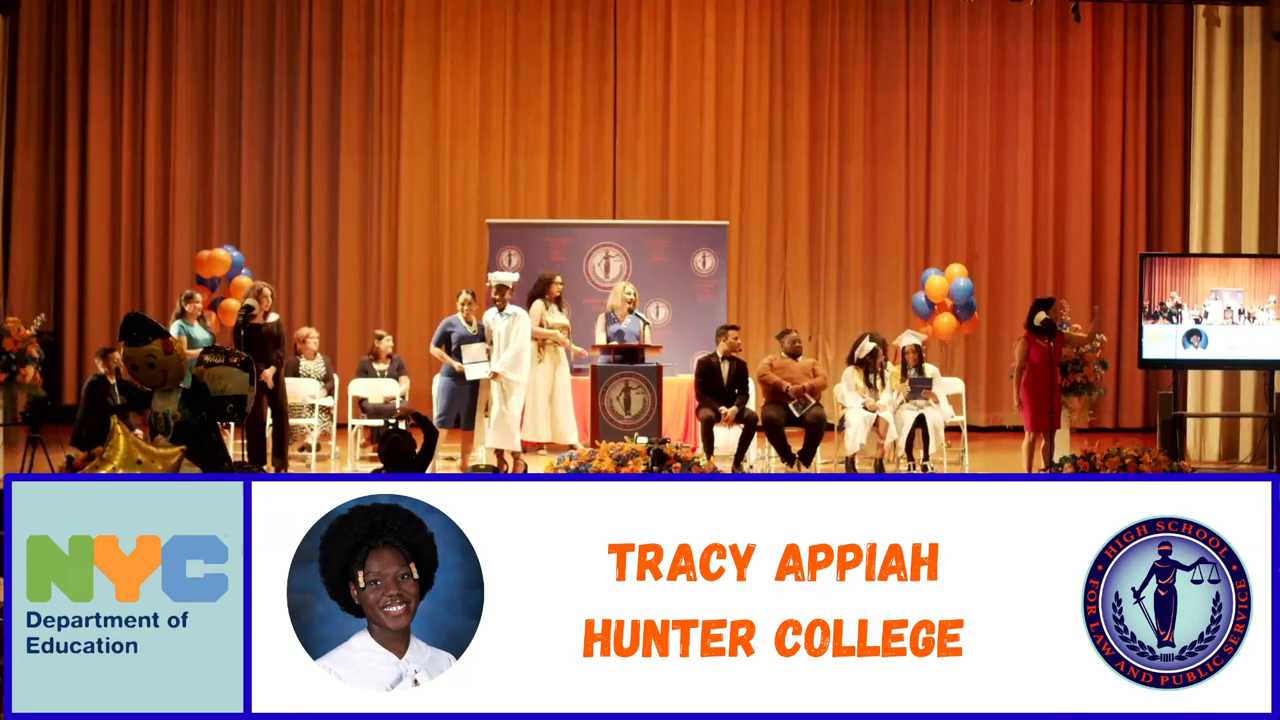 NYC
Department of
Education
TRACY APPIAH
HUNTER COLLEGE
HIGH SCHOOL
FOR LAW AND PUBLIC SERVICE